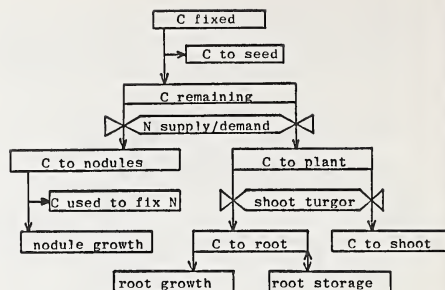 C fixed
C to seed
C remaining
N supply/demand
C to nodules
C to plant
C used to fix N
shoot turgor
nodule growth
C to root
C to shoot
root growth
root storage